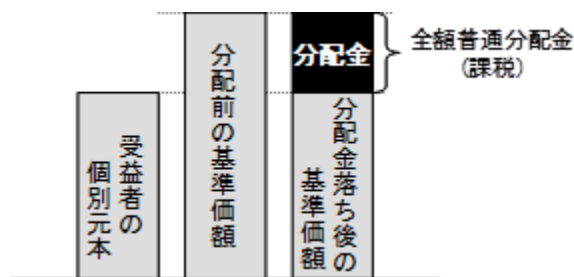 受益者の
個別元本
分配前の基準価額
分配金
分配金落ち後の
基準価額
全額普通分配金
(課税)